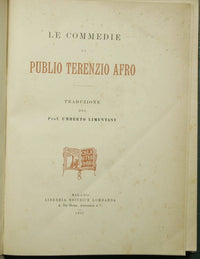 LE COMMEDIE
DI
PUBLIO TERENZIO AFRO
TRADUZIONE
DEL
Prof. UMBERTO LIMENTANI
MILANO
LIBRERIA EDITRICE LOMBARDA